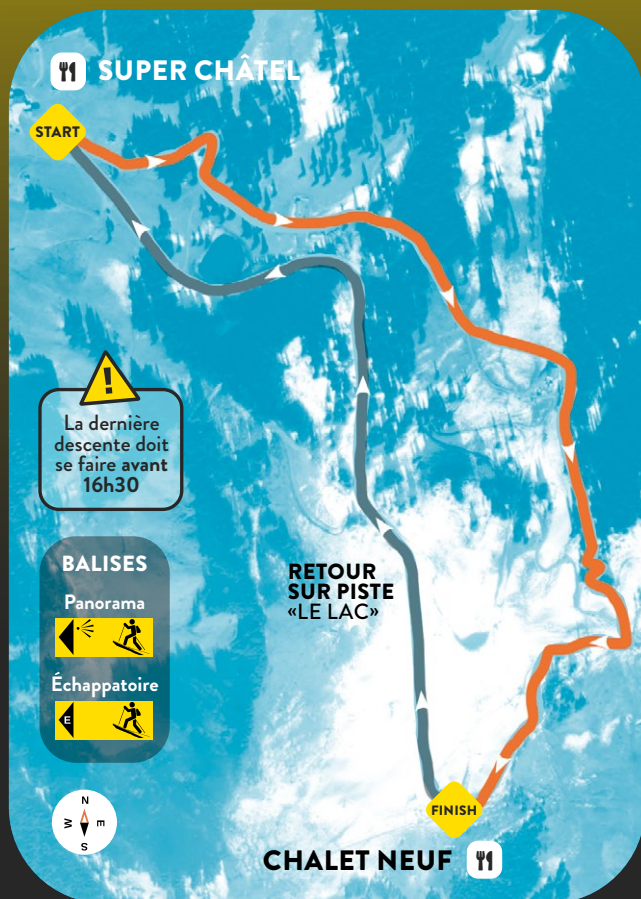 SUPER CHÂTEL
START
La dernière
descente doit
se faire avant
16h30
BALISES
Panorama
Échappatoire
E
RETOUR
SUR PISTE
«LE LAC»
N
W
E
S
FINISH
CHALET NEUF